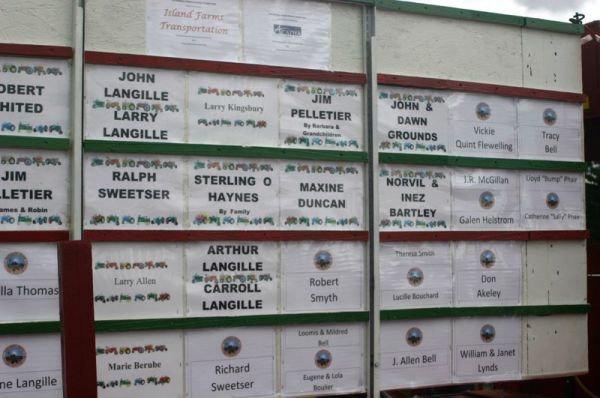 Island Farms
Transportation
ACADIA
OBERT
HITED
JOHN
LANGILLE
LARRY
LANGILLE
Larry Kingsbury
JIM
PELLETIER
By Barbara &
Grandchildren
JOHN &
DAWN
GROUNDS
Vickie
Quint Flewelling
Tracy
Bell
JIM
LLETIER
ames & Robin
RALPH
SWEETSER
STERLING O
HAYNES
By Family
MAXINE
DUNCAN
NORVIL &
INEZ
BARTLEY
J.R. McGillan
Galen Helstrom
Lloyd "Bump" Phair
Catherine "Lally" Phair
lla Thomas
Larry Allen
ARTHUR
LANGILLE
CARROLL
LANGILLE
Robert
Smyth
Theresa Smyth
Lucille Bouchard
Don
Akeley
ne Langille
Marie Berube
Richard
Sweetser
Loomis & Mildred
Bell
Eugene & Lola
Boulier
J. Allen Bell
William & Janet
Lynds